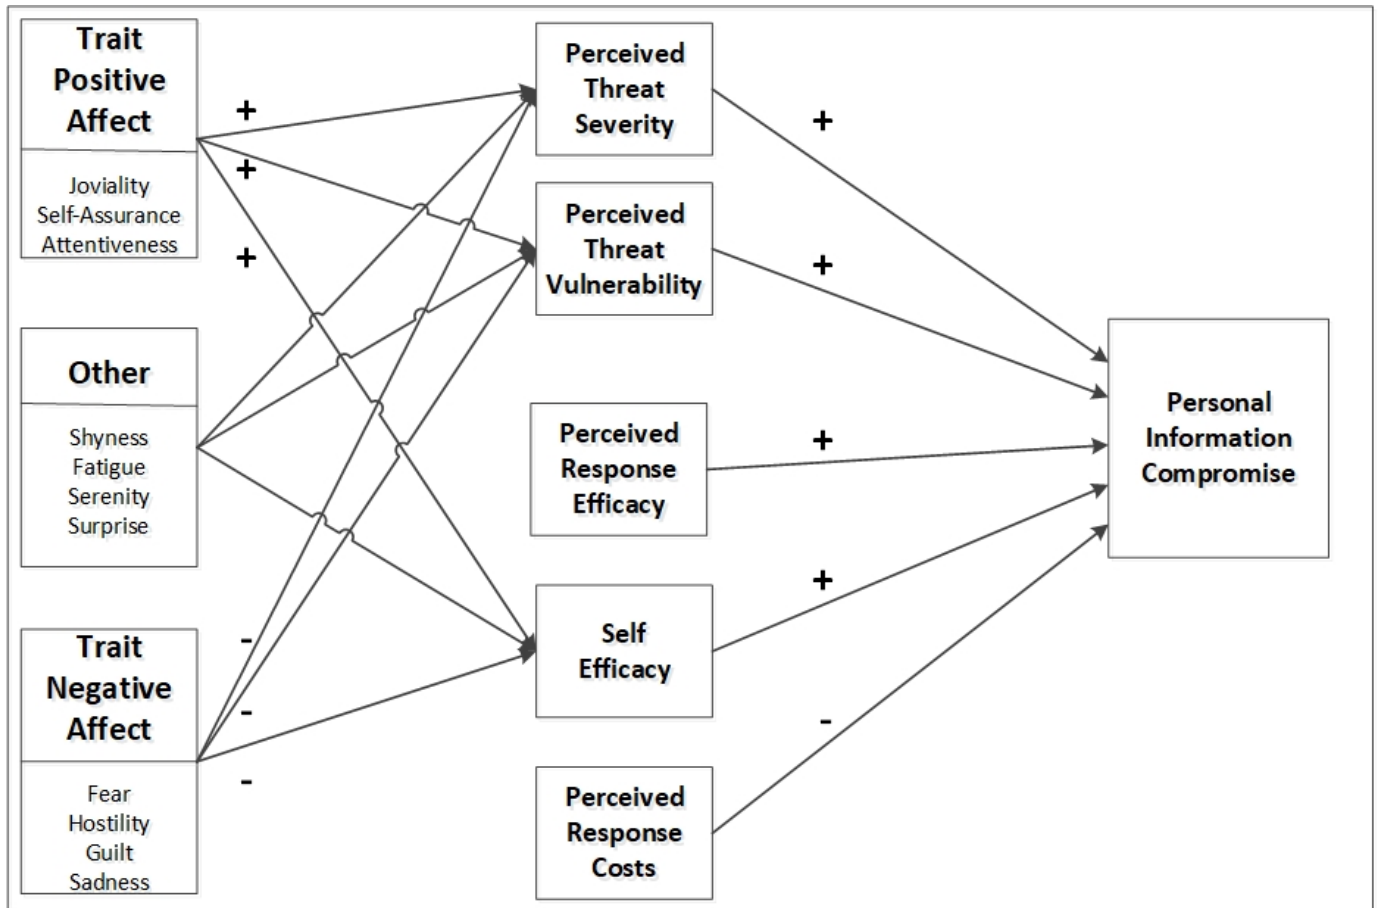 Trait
Positive
Affect
Joviality
Self-Assurance
Attentiveness
+
+
+
Other
Shyness
Fatigue
Serenity
Surprise
Trait
Negative
Affect
Fear
Hostility
Guilt
Sadness
-
-
-
Perceived
Threat
Severity
Perceived
Threat
Vulnerability
Perceived
Response
Efficacy
Self
Efficacy
Perceived
Response
Costs
+
+
+
+
-
Personal
Information
Compromise